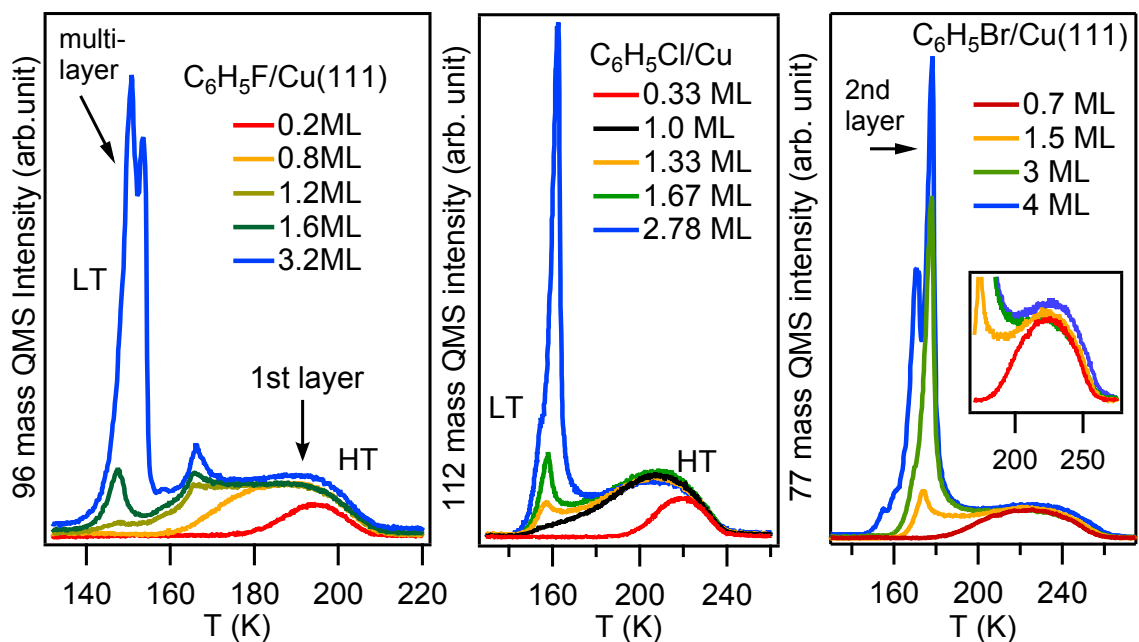 96 mass QMS Intensity (arb. unit)
multi-
layer
C6H5F/Cu(111)
0.2ML
0.8ML
1.2ML
1.6ML
3.2ML
LT
1st layer
HT
140 160 180 200 220
T (K)
112 mass QMS intensity (arb. unit)
C6H5Cl/Cu
0.33 ML
1.0 ML
1.33 ML
1.67 ML
2.78 ML
LT
HT
160 200 240
T (K)
77 mass QMS intensity (arb. unit)
C6H5Br/Cu(111)
2nd
layer
0.7 ML
1.5 ML
3 ML
4 ML
200 250
160 200 240
T (K)